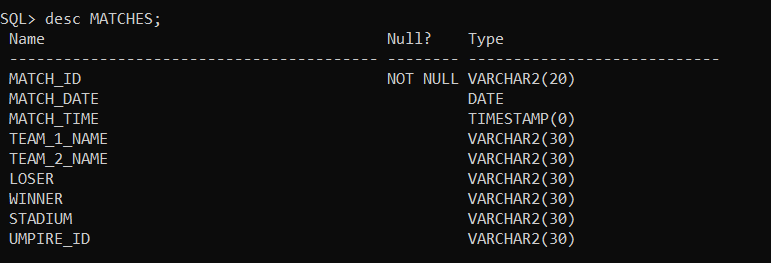 SQL> desc MATCHES;
Name Null? Type
----------------------------------------- -------- ----------------------------
MATCH_ID NOT NULL VARCHAR2(20)
MATCH_DATE DATE
MATCH_TIME TIMESTAMP(0)
TEAM_1_NAME VARCHAR2(30)
TEAM_2_NAME VARCHAR2(30)
LOSER VARCHAR2(30)
WINNER VARCHAR2(30)
STADIUM VARCHAR2(30)
UMPIRE_ID VARCHAR2(30)